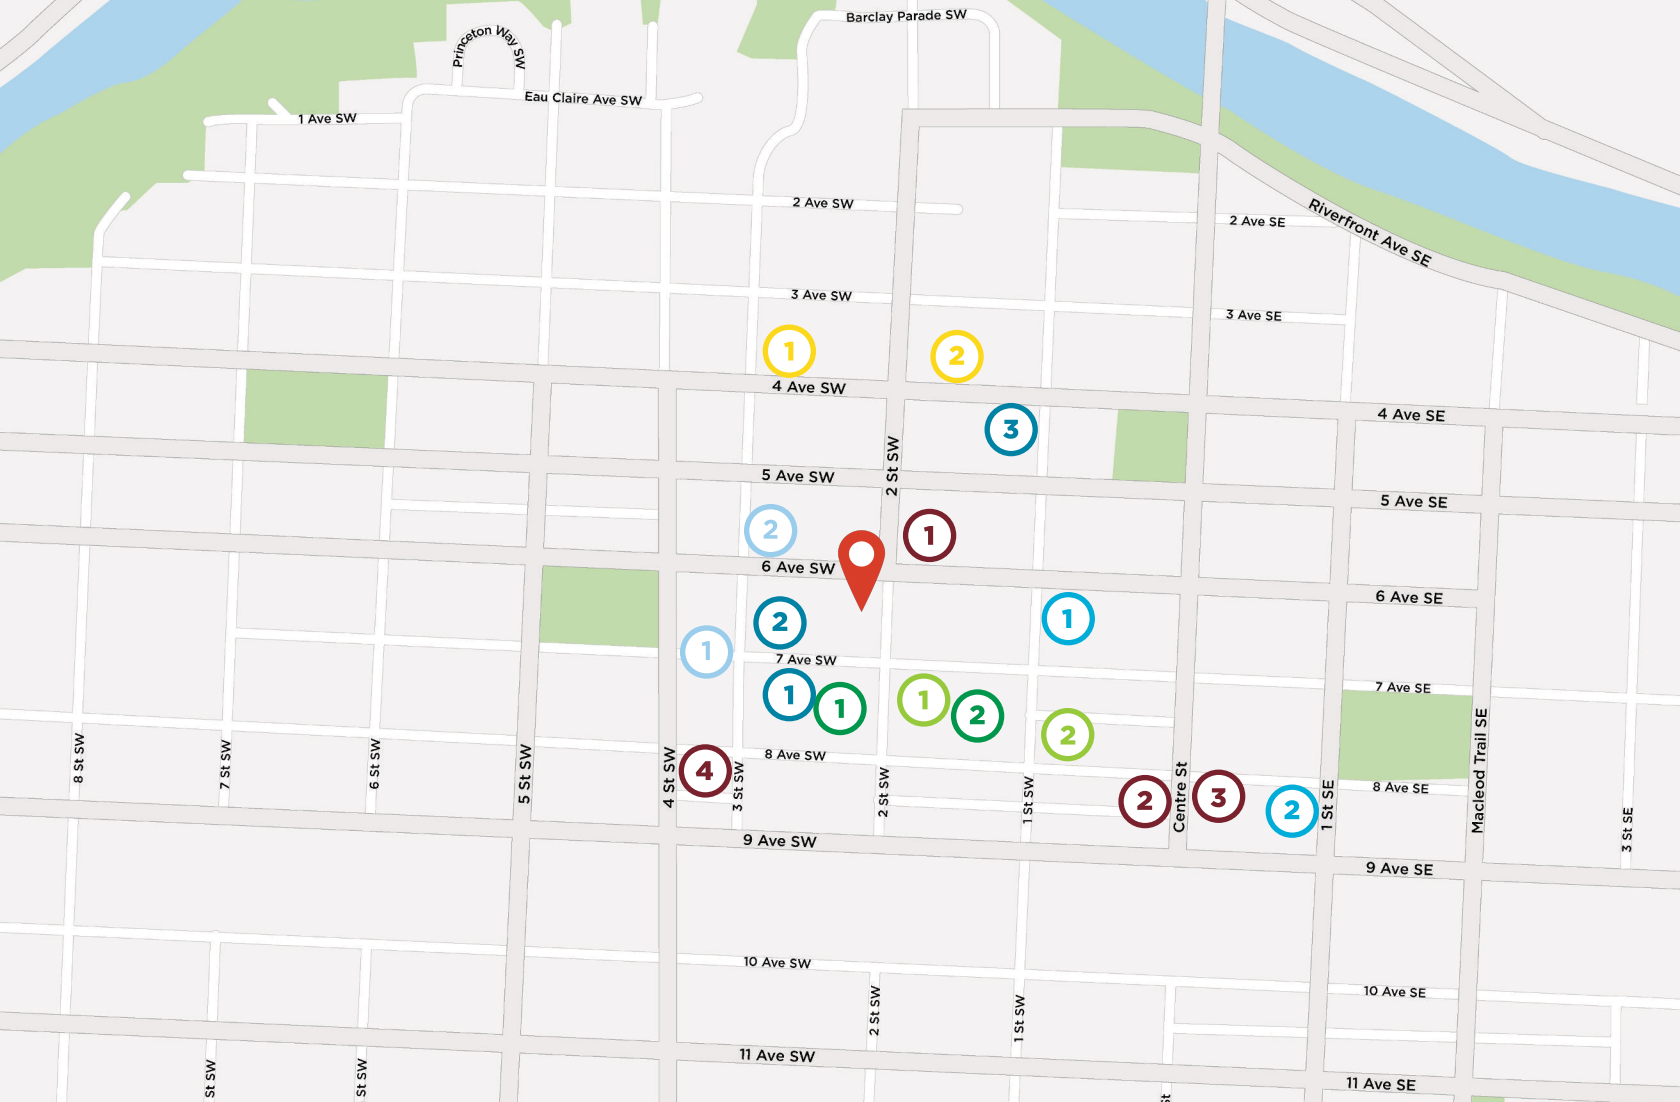 Barclay Parade SW
Princeton Way SW
Eau Claire Ave SW
1 Ave SW
2 Ave SW
2 Ave SE
Riverfront Ave SE
3 Ave SW
3 Ave SE
1
2
4 Ave SW
4 Ave SE
3
2 St SW
5 Ave SW
5 Ave SE
2
1
6 Ave SW
6 Ave SE
2
1
1
7 Ave SW
7 Ave SE
1
1
1
2
2
8 Ave SW
8 Ave SE
4
2
3
2
8 St SW
7 St SW
6 St SW
5 St SW
4 St SW
3 St SW
2 St SW
1 St SW
Centre St
1 St SE
Macleod Trail SE
3 St SE
9 Ave SW
9 Ave SE
10 Ave SW
10 Ave SE
2 St SW
1 St SW
11 Ave SW
11 Ave SE
St SW
St SW
St